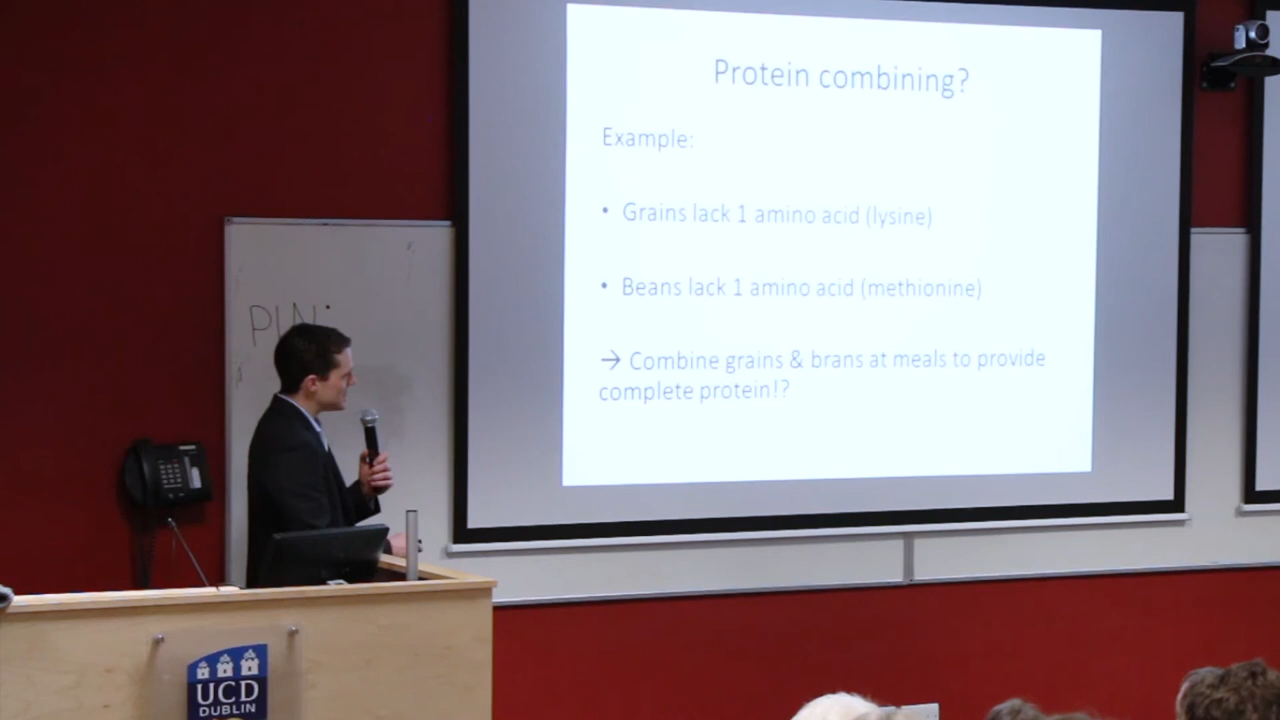 Protein combining?
Example:
• Grains lack 1 amino acid (lysine)
• Beans lack 1 amino acid (methionine)
→ Combine grains & brans at meals to provide
complete protein!?
PIN:
UCD
DUBLIN